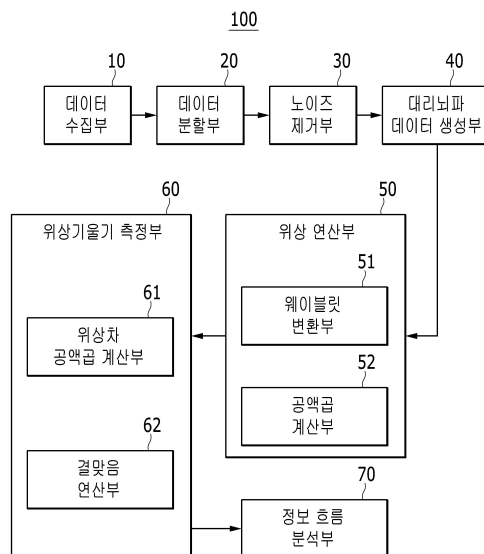 100
10
20
30
40
데이터
수집부
데이터
분할부
노이즈
제거부
대리뇌파
데이터 생성부
60
50
위상기울기 측정부
위상 연산부
51
웨이블릿
변환부
61
위상차
공액곱 계산부
52
공액곱
계산부
62
결맞음
연산부
70
정보 흐름
분석부